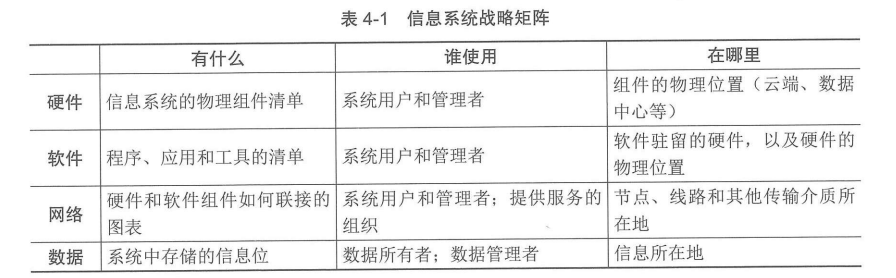 表 4-1 信息系统战略矩阵
有什么 谁使用 在哪里
硬件 信息系统的物理组件清单 系统用户和管理者 组件的物理位置（云端、数据
中心等）
软件 程序、应用和工具的清单 系统用户和管理者 软件驻留的硬件，以及硬件的
物理位置
网络 硬件和软件组件如何联接的 系统用户和管理者；提供服务的 节点、线路和其他传输介质所
图表 组织 在地
数据 系统中存储的信息位 数据所有者；数据管理者 信息所在地